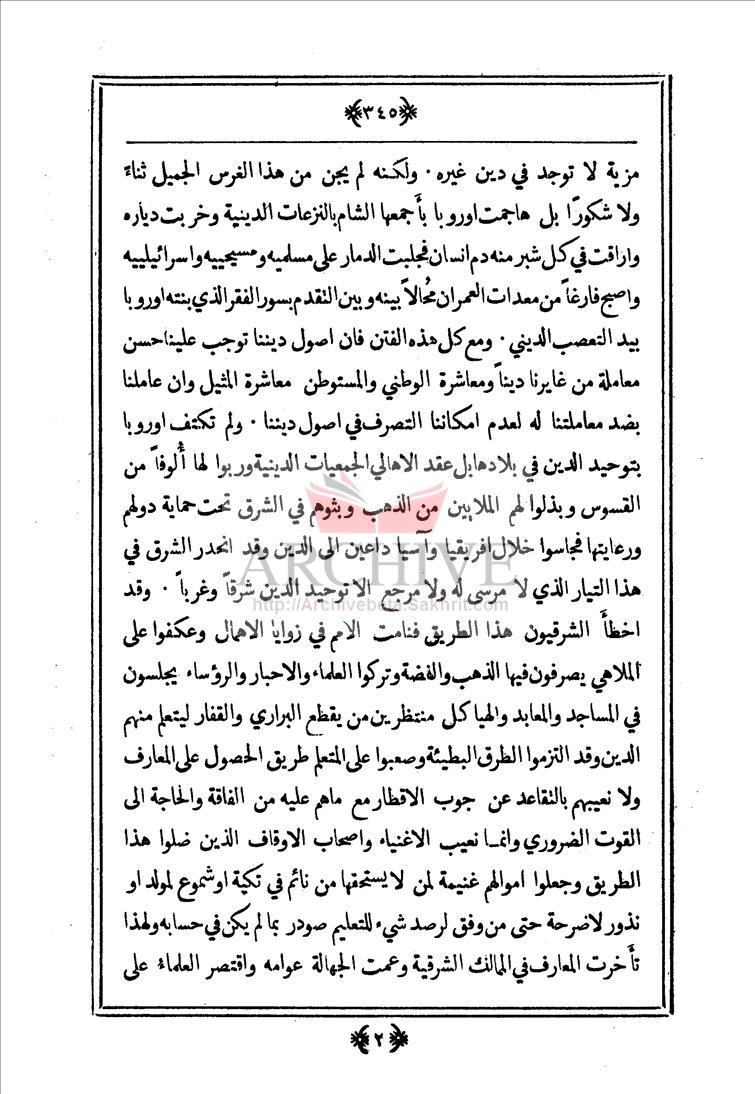 ٣٤٥
مزية لا توجد في دين غيره . ولكنه لم يجن من هذا الغرس الجميل ثناءً
ولا شكورًا بل هاجمت اوروبا بأجمعها الشام بالنزعات الدينية وخربت دياره
واراقت في كل شبر منه دم انسان فجلبت الدمار على مسلميه ومسيحييه واسرائيلييه
واصبح فارغاً من معدات العمران محالاً بينه وبين التقدم بسور الفقر الذي بنته اوروبا
بيد التعصب الديني . ومع كل هذه الفتن فان اصول ديننا توجب علينا حسن
معاملة من غايرنا ديناً ومعاشرة الوطني والمستوطن معاشرة المثيل وان عاملنا
بضد معاملتنا له لعدم امكاننا التصرف في اصول ديننا . ولم تكتف اوروبا
بتوحيد الدين في بلادها بل عقد الاهالي الجمعيات الدينية وربوا لها أُلوفاً من
القسوس وبذلوا لهم الملايين من الذهب وبثوهم في الشرق تحت حماية دولهم
ورعايتها فجاسوا خلال افريقيا وآسيا داعين الى الدين وقد انحدر الشرق في
هذا التيار الذي لا مرسى له ولا مرجع الا توحيد الدين شرقاً وغرباً . وقد
اخطأ الشرقيون هذا الطريق فنامت الامم في زوايا الاهمال وعكفوا على
الملاهي يصرفون فيها الذهب والفضة وتركوا العلماء والاحبار والرؤساء يجلسون
في المساجد والمعابد والهياكل منتظرين من يقطع البراري والقفار ليتعلم منهم
الدين وقد التزموا الطرق البطيئة وصعبوا على المتعلم طريق الحصول على المعارف
ولا نعيبهم بالتقاعد عن جوب الاقطار مع ماهم عليه من الفاقة والحاجة الى
القوت الضروري وانما نعيب الاغنياء واصحاب الاوقاف الذين ضلوا هذا
الطريق وجعلوا اموالهم غنيمة لمن لا يستحقها من نائم في تكية او شموع لمولد او
نذور لاضرحة حتى من وفق لرصد شيء للتعليم صودر بما لم يكن في حسابه ولهذا
تأخرت المعارف في الممالك الشرقية وعمت الجهالة عوامه واقتصر العلماء على
٢
ARCHIVE
http://Archivebeta.Sakhrit.com